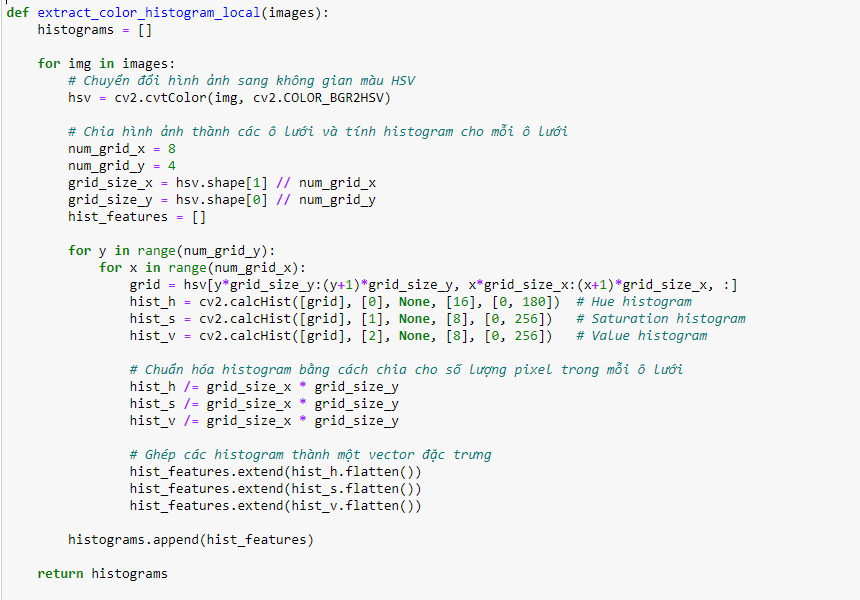 def extract_color_histogram_local(images):
    histograms = []

    for img in images:
        # Chuyển đổi hình ảnh sang không gian màu HSV
        hsv = cv2.cvtColor(img, cv2.COLOR_BGR2HSV)

        # Chia hình ảnh thành các ô lưới và tính histogram cho mỗi ô lưới
        num_grid_x = 8
        num_grid_y = 4
        grid_size_x = hsv.shape[1] // num_grid_x
        grid_size_y = hsv.shape[0] // num_grid_y
        hist_features = []

        for y in range(num_grid_y):
            for x in range(num_grid_x):
                grid = hsv[y*grid_size_y:(y+1)*grid_size_y, x*grid_size_x:(x+1)*grid_size_x, :]
                hist_h = cv2.calcHist([grid], [0], None, [16], [0, 180])  # Hue histogram
                hist_s = cv2.calcHist([grid], [1], None, [8], [0, 256])   # Saturation histogram
                hist_v = cv2.calcHist([grid], [2], None, [8], [0, 256])   # Value histogram

                # Chuẩn hóa histogram bằng cách chia cho số lượng pixel trong mỗi ô lưới
                hist_h /= grid_size_x * grid_size_y
                hist_s /= grid_size_x * grid_size_y
                hist_v /= grid_size_x * grid_size_y

                # Ghép các histogram thành một vector đặc trưng
                hist_features.extend(hist_h.flatten())
                hist_features.extend(hist_s.flatten())
                hist_features.extend(hist_v.flatten())

        histograms.append(hist_features)

    return histograms